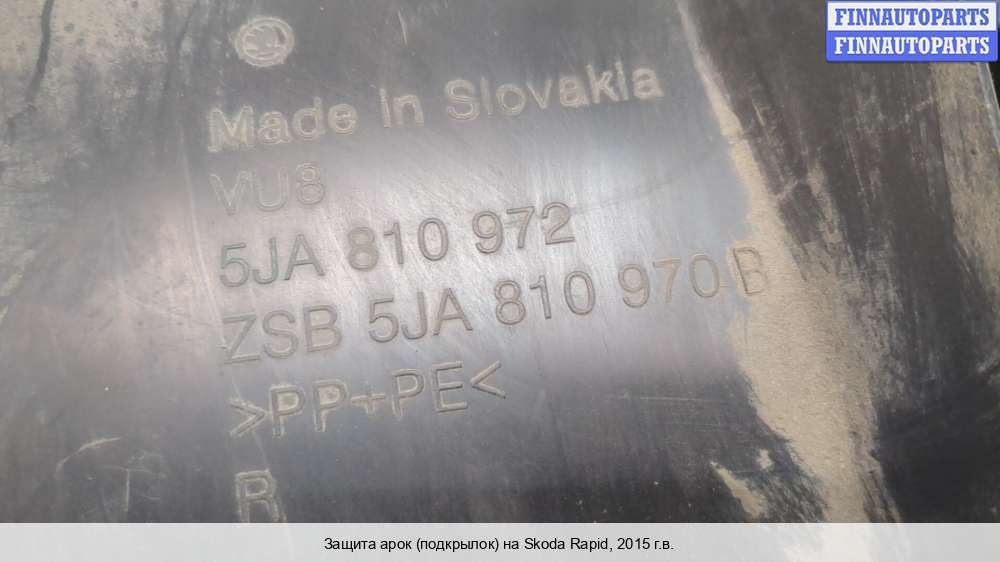 FINNAUTOPARTS
FINNAUTOPARTS
Made in Slovakia
VU8
5JA 810 972
ZSB 5JA 810 970 B
>PP+PE<
R
Защита арок (подкрылок) на Skoda Rapid, 2015 г.в.